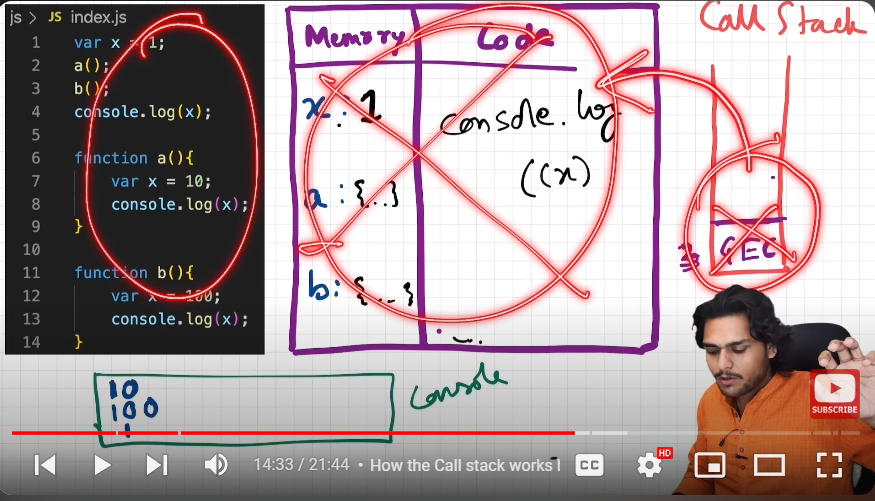 js > JS index.js
1 var x = 1;
2 a();
3 b();
4 console.log(x);
5
6 function a(){
7 var x = 10;
8 console.log(x);
9 }
10
11 function b(){
12 var x = 100;
13 console.log(x);
14 }
Memory Code
x: 1
console.log
((x)
a: {...}
b: {...}
Call Stack
GEC
10
100
1
Console
SUBSCRIBE
14:33 / 21:44 • How the Call stack works
CC
HD